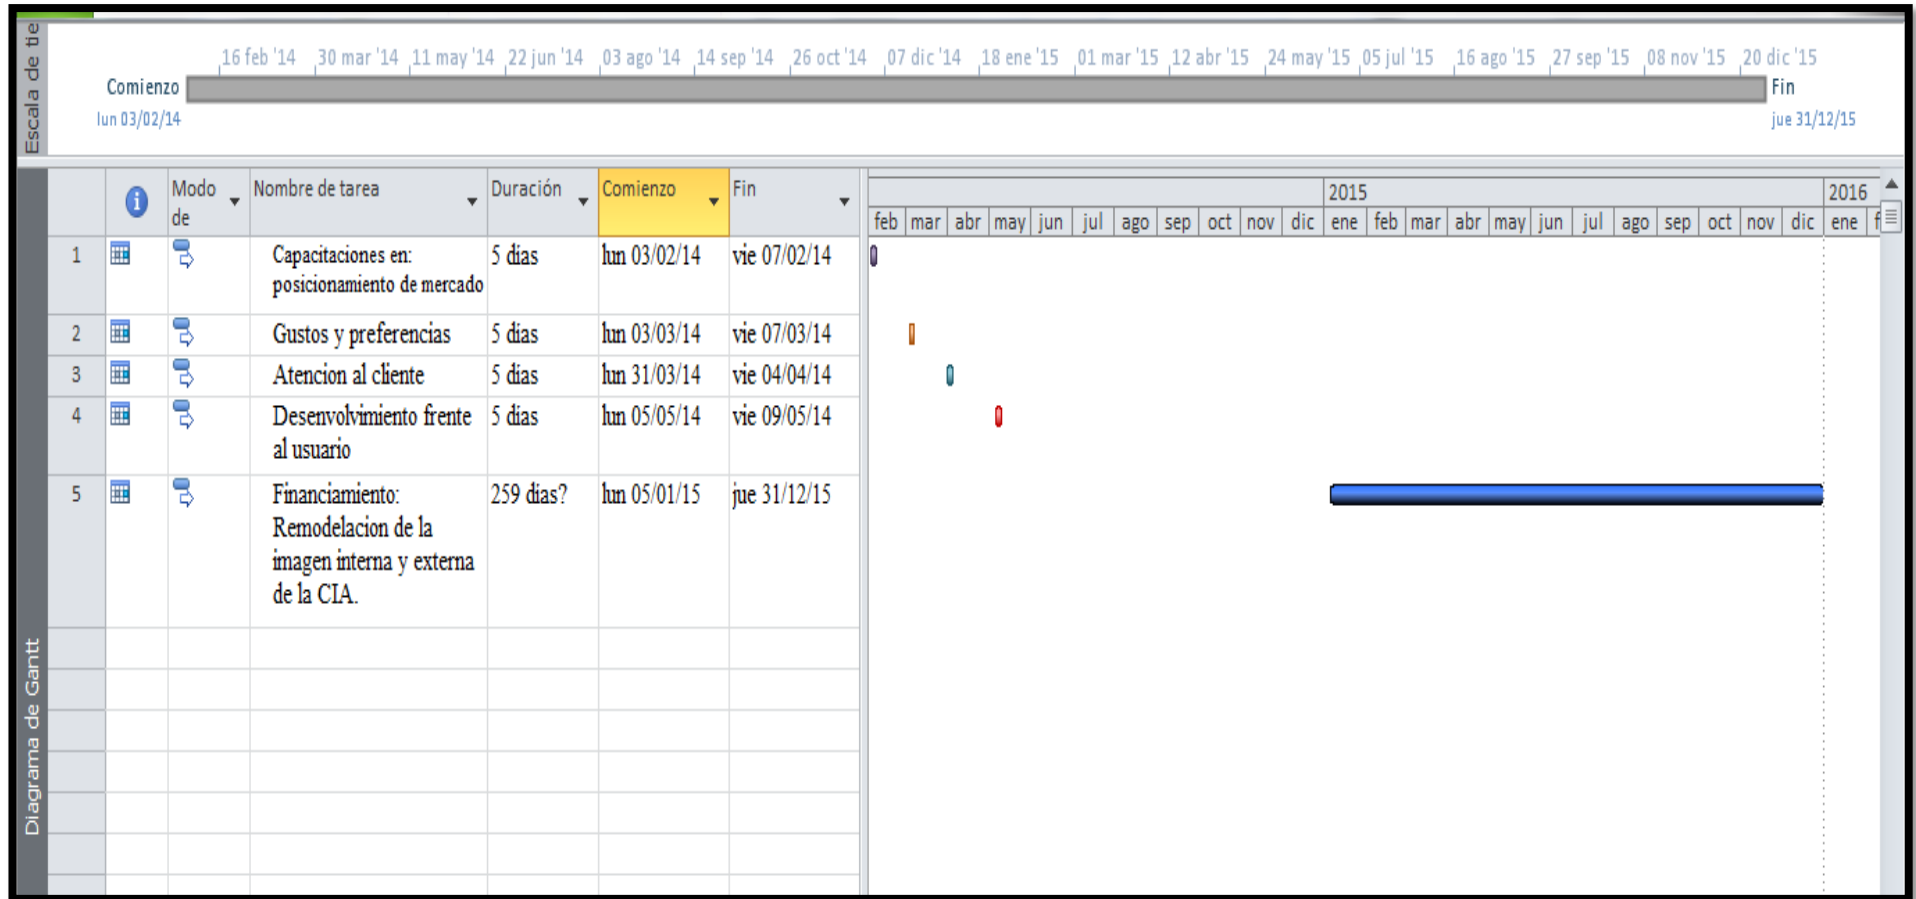 Escala de tie
16 feb '14 30 mar '14 11 may '14 22 jun '14 03 ago '14 14 sep '14 26 oct '14 07 dic '14 18 ene '15 01 mar '15 12 abr '15 24 may '15 05 jul '15 16 ago '15 27 sep '15 08 nov '15 20 dic '15
Comienzo
lun 03/02/14
Fin
jue 31/12/15
Diagrama de Gantt
Modo de Nombre de tarea Duración Comienzo Fin
2015 2016
feb mar abr may jun jul ago sep oct nov dic ene feb mar abr may jun jul ago sep oct nov dic ene f
1 Capacitaciones en: 5 días lun 03/02/14 vie 07/02/14
posicionamiento de mercado
2 Gustos y preferencias 5 días lun 03/03/14 vie 07/03/14
3 Atencion al cliente 5 días lun 31/03/14 vie 04/04/14
4 Desenvolvimiento frente 5 días lun 05/05/14 vie 09/05/14
al usuario
5 Financiamiento: 259 días? lun 05/01/15 jue 31/12/15
Remodelacion de la
imagen interna y externa
de la CIA.